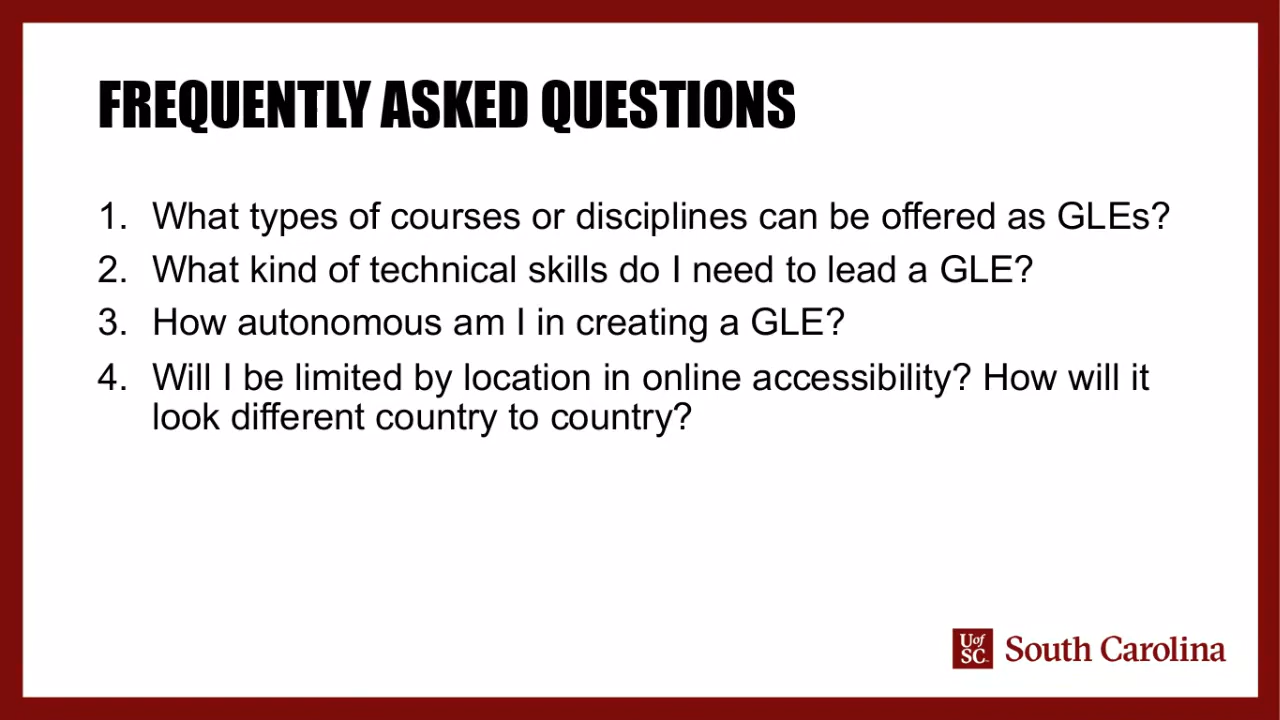 FREQUENTLY ASKED QUESTIONS
1. What types of courses or disciplines can be offered as GLEs?
2. What kind of technical skills do I need to lead a GLE?
3. How autonomous am I in creating a GLE?
4. Will I be limited by location in online accessibility? How will it
look different country to country?
Uof
SC
South Carolina